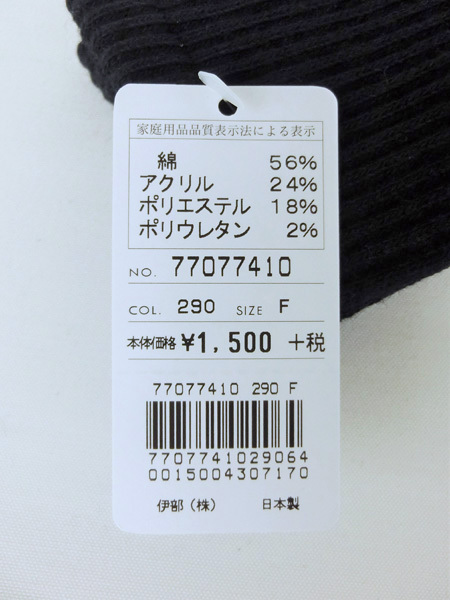 家庭用品品質表示法による表示
綿 56%
アクリル 24%
ポリエステル 18%
ポリウレタン 2%
NO. 77077410
COL. 290 SIZE F
本体価格 ¥1,500 +税
77077410 290 F
7707741029064
0015004307170
伊部(株) 日本製